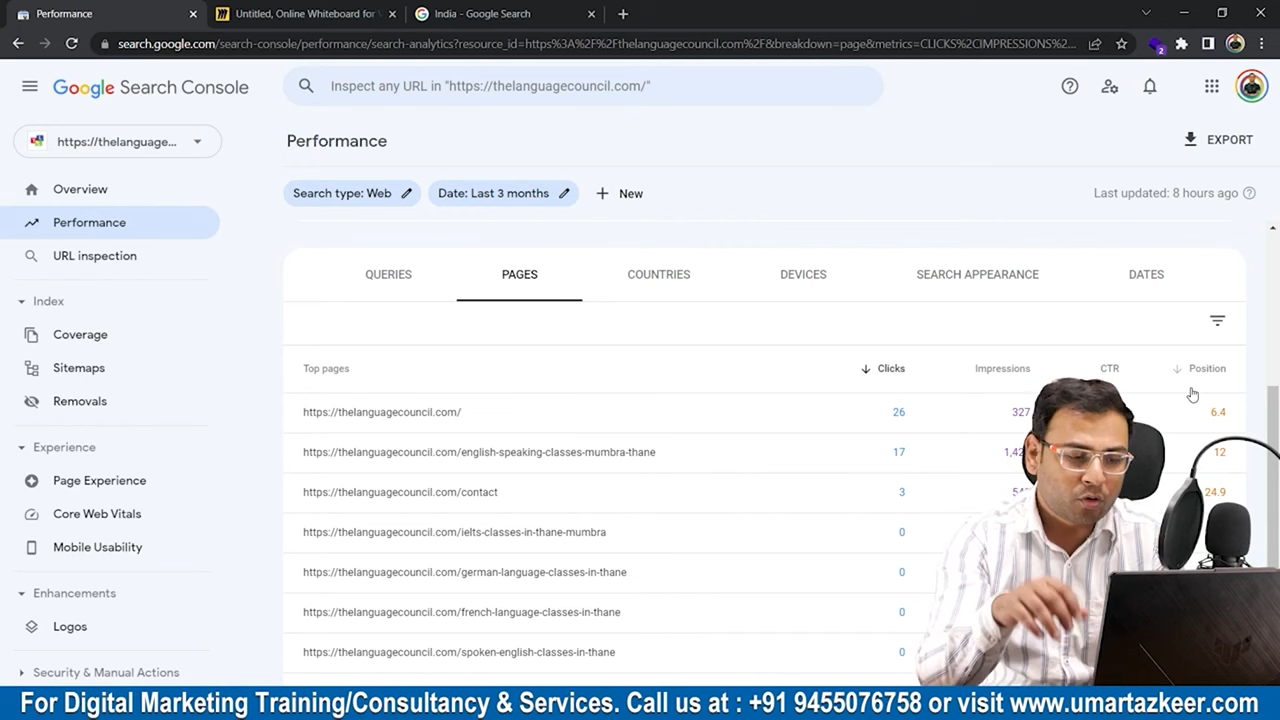 Performance
Untitled, Online Whiteboard for
India - Google Search
search.google.com/search-console/performance/search-analytics?resource_id=https%3A%2F%2Fthelanguagecouncil.com%2F&breakdown=page&metrics=CLICKS%2CIMPRESSIONS%2C...
2
Google Search Console
Inspect any URL in "https://thelanguagecouncil.com/"
https://thelanguage...
Performance
EXPORT
Search type: Web
Date: Last 3 months
New
Last updated: 8 hours ago
Overview
Performance
URL inspection
Index
Coverage
Sitemaps
Removals
Experience
Page Experience
Core Web Vitals
Mobile Usability
Enhancements
Logos
Security & Manual Actions
QUERIES PAGES COUNTRIES DEVICES SEARCH APPEARANCE DATES
Top pages Clicks Impressions CTR Position
https://thelanguagecouncil.com/ 26 327 6.4
https://thelanguagecouncil.com/english-speaking-classes-mumbra-thane 17 12
https://thelanguagecouncil.com/contact 3 24.9
https://thelanguagecouncil.com/ielts-classes-in-thane-mumbra 0
https://thelanguagecouncil.com/german-language-classes-in-thane 0
https://thelanguagecouncil.com/french-language-classes-in-thane 0
https://thelanguagecouncil.com/spoken-english-classes-in-thane 0
For Digital Marketing Training/Consultancy & Services. Call us at : +91 9455076758 or visit www.umartazkeer.com